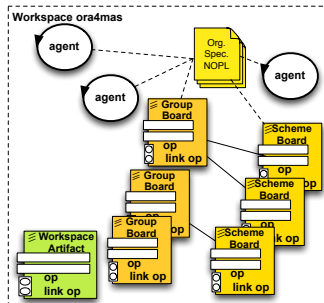 Workspace ora4mas
agent
Org.
Spec.
NOPL
agent
agent
Group
Board
op
link op
Scheme
Board
op
link op
Group
Board
Scheme
Board
op
link op
Group
Board
op
link op
Scheme
Board
op
link op
Workspace
Artifact
op
link op